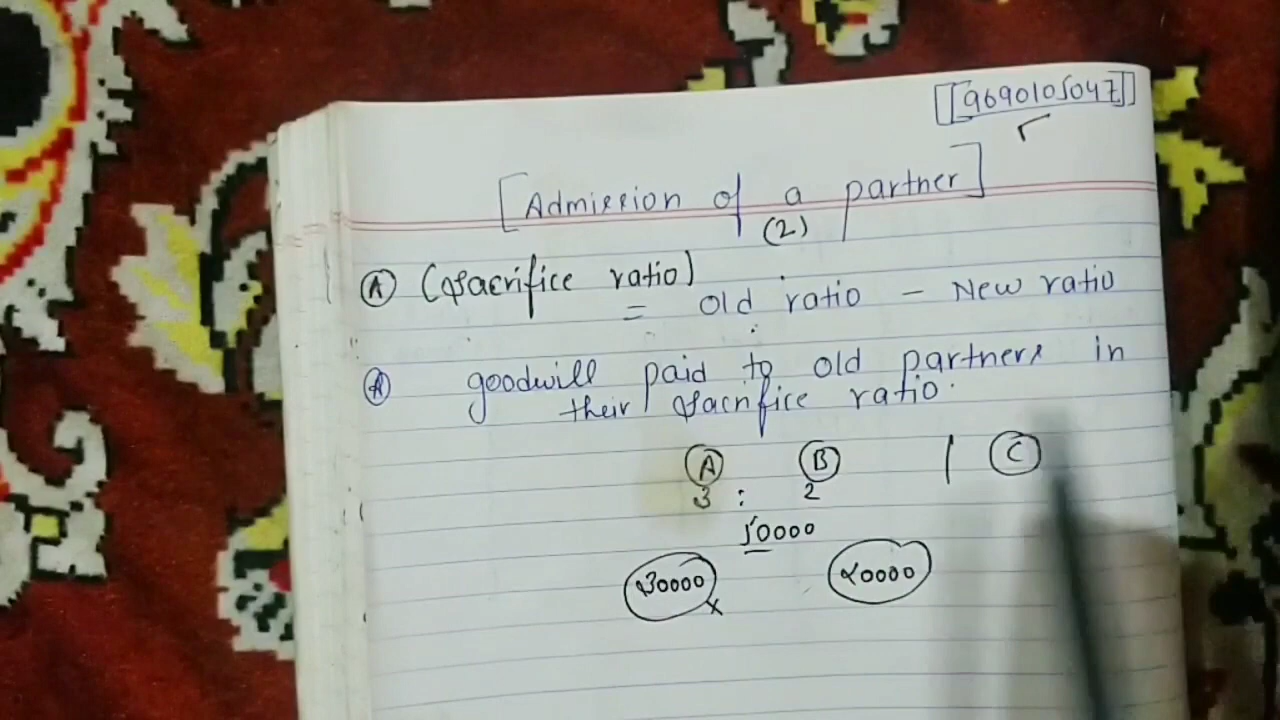 [[9690105047]]
[Admission of a partner]
(2)
A (Sacrifice ratio)
= old ratio - New ratio
goodwill paid to old partners in
their sacrifice ratio.
A B | C
3 : 2
50000
30000 20000
x